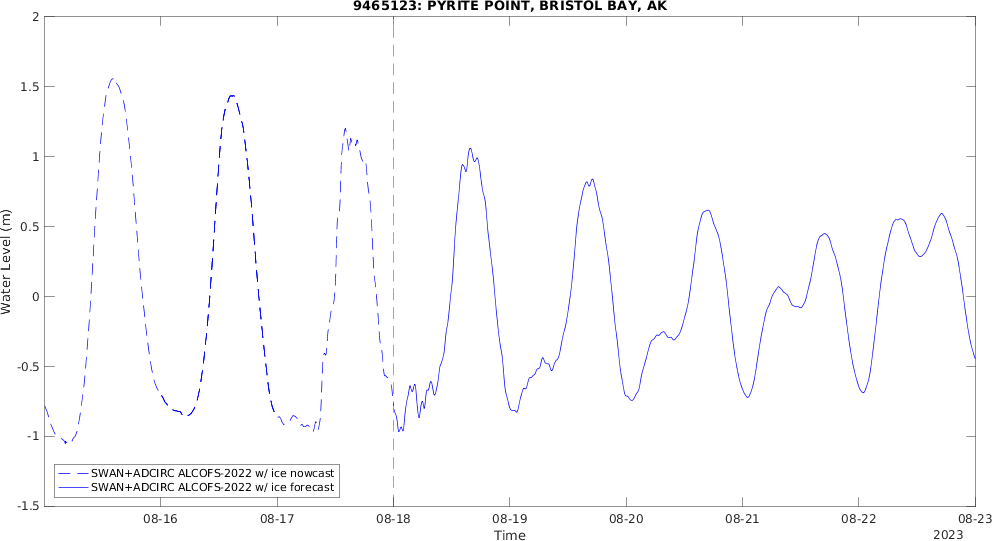 9465123: PYRITE POINT, BRISTOL BAY, AK
2
1.5
1
0.5
0
-0.5
-1
-1.5
Water Level (m)
SWAN+ADCIRC ALCOFS-2022 w/ ice nowcast
SWAN+ADCIRC ALCOFS-2022 w/ ice forecast
08-16 08-17 08-18 08-19 08-20 08-21 08-22 08-23
Time
2023